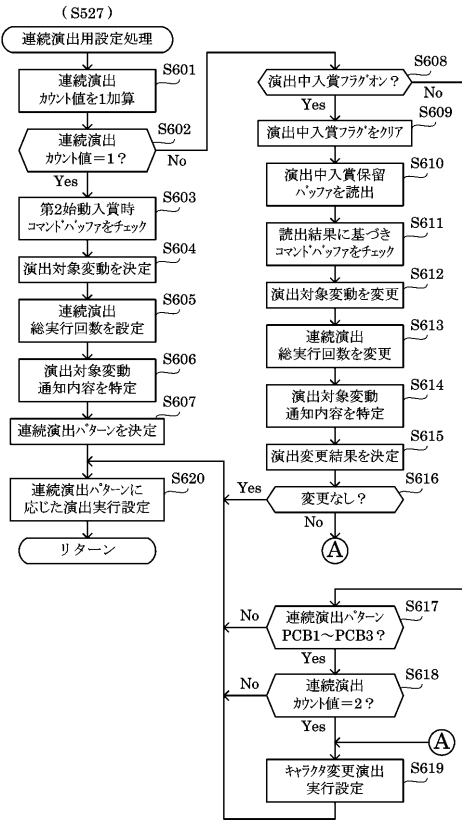 (S527)
連続演出用設定処理
S601
連続演出
カウント値を1加算
S602
連続演出
カウント値=1?
No
Yes
S603
第2始動入賞時
コマンドバッファをチェック
S604
演出対象変動を決定
S605
連続演出
総実行回数を設定
S606
演出対象変動
通知内容を特定
S607
連続演出パターンを決定
S620
連続演出パターンに
応じた演出実行設定
リターン
S608
演出中入賞フラグオン?
No
Yes
S609
演出中入賞フラグをクリア
S610
演出中入賞保留
バッファを読出
S611
読出結果に基づき
コマンドバッファをチェック
S612
演出対象変動を変更
S613
連続演出
総実行回数を変更
S614
演出対象変動
通知内容を特定
S615
演出変更結果を決定
S616
Yes
変更なし?
No
A
S617
No
連続演出パターン
PCB1~PCB3?
Yes
S618
No
連続演出
カウント値=2?
Yes
A
S619
キャラクタ変更演出
実行設定